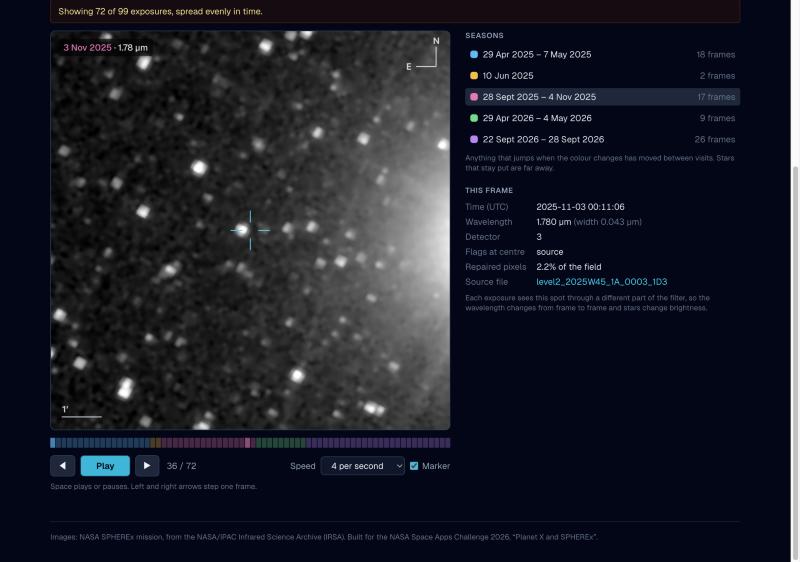 Showing 72 of 99 exposures, spread evenly in time.
3 Nov 2025 · 1.78 µm
N
E
1'
36 / 72
Play
Speed
4 per second
Marker
Space plays or pauses. Left and right arrows step one frame.
SEASONS
29 Apr 2025 – 7 May 2025 18 frames
10 Jun 2025 2 frames
28 Sept 2025 – 4 Nov 2025 17 frames
29 Apr 2026 – 4 May 2026 9 frames
22 Sept 2026 – 28 Sept 2026 26 frames
Anything that jumps when the colour changes has moved between visits. Stars
that stay put are far away.
THIS FRAME
Time (UTC) 2025-11-03 00:11:06
Wavelength 1.780 µm (width 0.043 µm)
Detector 3
Flags at centre source
Repaired pixels 2.2% of the field
Source file level2_2025W45_1A_0003_1D3
Each exposure sees this spot through a different part of the filter, so the
wavelength changes from frame to frame and stars change brightness.
Images: NASA SPHEREx mission, from the NASA/IPAC Infrared Science Archive (IRSA). Built for the NASA Space Apps Challenge 2026, "Planet X and SPHEREx".